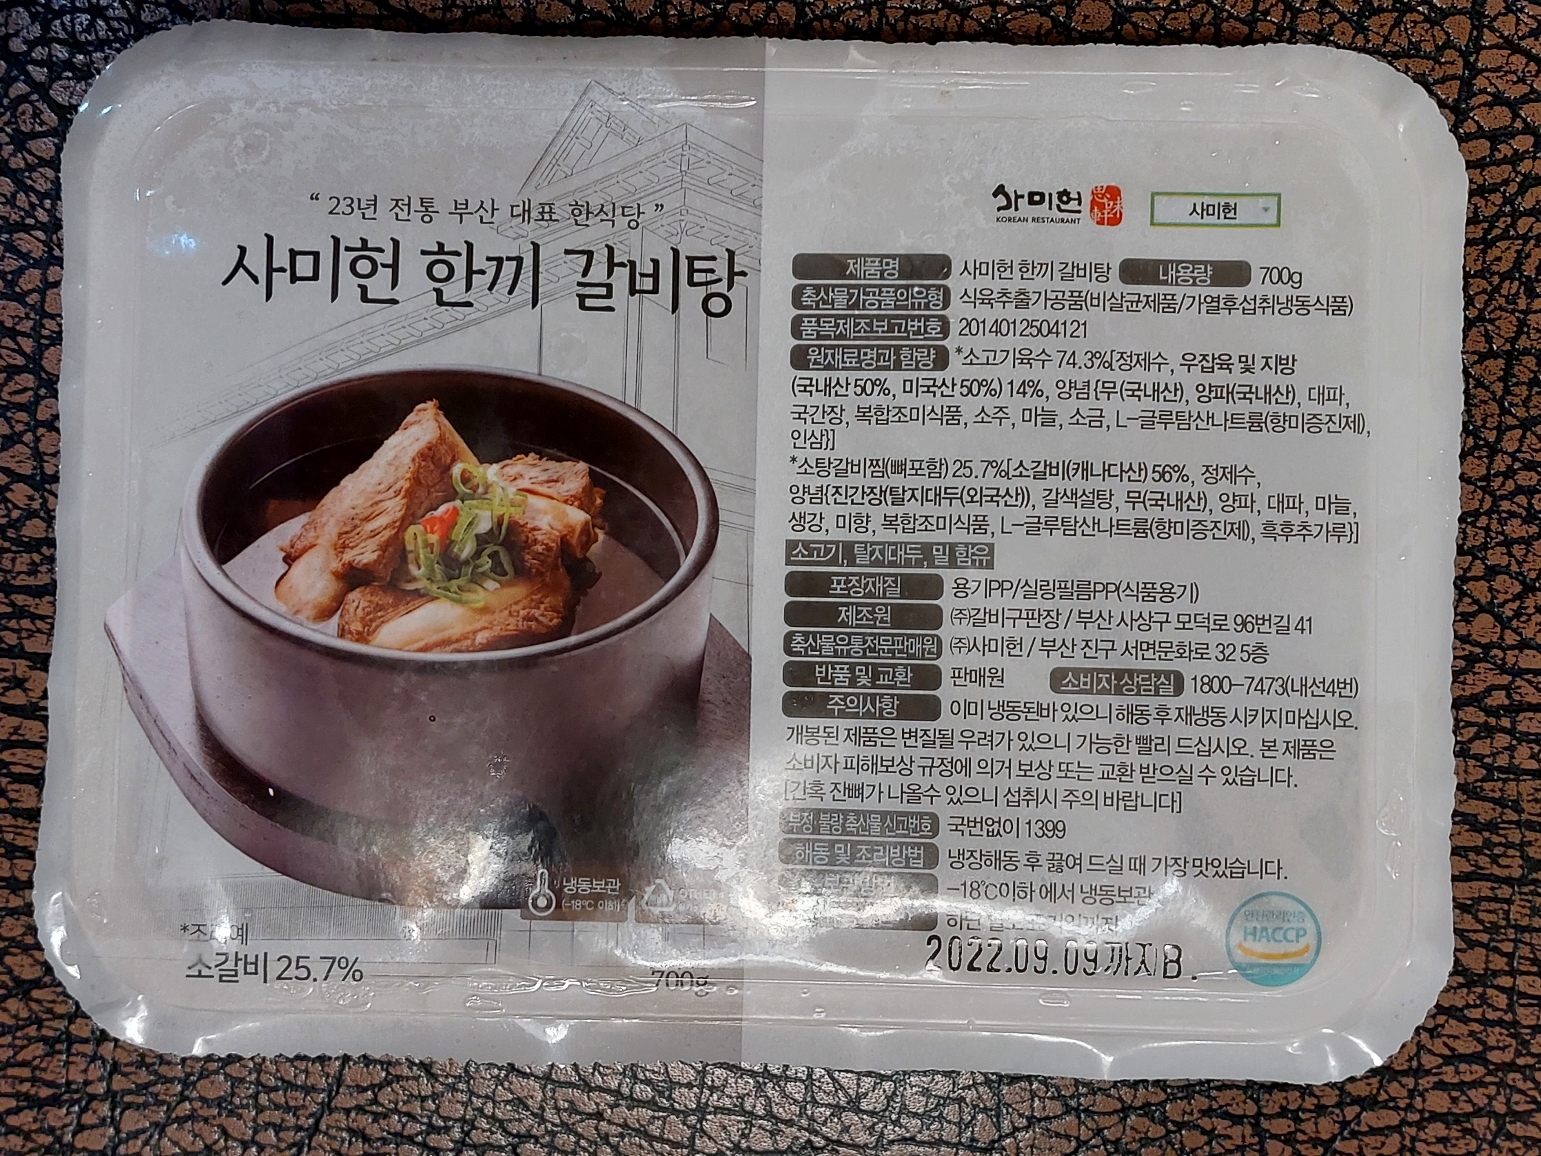 “ 23년 전통 부산 대표 한식당 ”
사미헌 한끼 갈비탕
냉동보관
(-18℃ 이하)
*조리예
소갈비 25.7%
700g
사미헌
KOREAN RESTAURANT
思味軒
사미헌
제품명 사미헌 한끼 갈비탕 내용량 700g
축산물가공품의유형 식육추출가공품(비살균제품/가열후섭취냉동식품)
품목제조보고번호 2014012504121
원재료명과 함량 *소고기육수 74.3%[정제수, 우잡육 및 지방
(국내산 50%, 미국산 50%) 14%, 양념{무(국내산), 양파(국내산), 대파,
국간장, 복합조미식품, 소주, 마늘, 소금, L-글루탐산나트륨(향미증진제),
인삼}]
*소탕갈비찜(뼈포함) 25.7%[소갈비(캐나다산) 56%, 정제수,
양념{진간장(탈지대두(외국산)), 갈색설탕, 무(국내산), 양파, 대파, 마늘,
생강, 미향, 복합조미식품, L-글루탐산나트륨(향미증진제), 흑후추가루}]
소고기, 탈지대두, 밀 함유
포장재질 용기PP/실링필름PP(식품용기)
제조원 ㈜갈비구판장 / 부산 사상구 모덕로 96번길 41
축산물유통전문판매원 ㈜사미헌 / 부산 진구 서면문화로 32 5층
반품 및 교환 판매원 소비자 상담실 1800-7473(내선4번)
주의사항 이미 냉동된바 있으니 해동 후 재냉동 시키지 마십시오.
개봉된 제품은 변질될 우려가 있으니 가능한 빨리 드십시오. 본 제품은
소비자 피해보상 규정에 의거 보상 또는 교환 받으실 수 있습니다.
[간혹 잔뼈가 나올수 있으니 섭취시 주의 바랍니다]
부정·불량 축산물 신고번호 국번없이 1399
해동 및 조리방법 냉장해동 후 끓여 드실 때 가장 맛있습니다.
-18℃이하 에서 냉동보관
2022.09.09까지B.
안전관리인증
HACCP